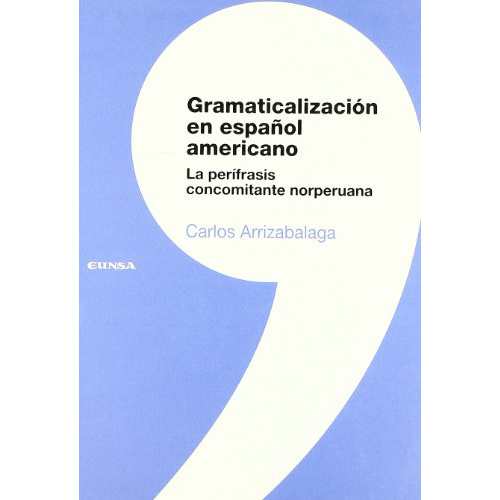 Gramaticalización
en español
americano
La perífrasis
concomitante norperuana
Carlos Arrizabalaga
EUNSA